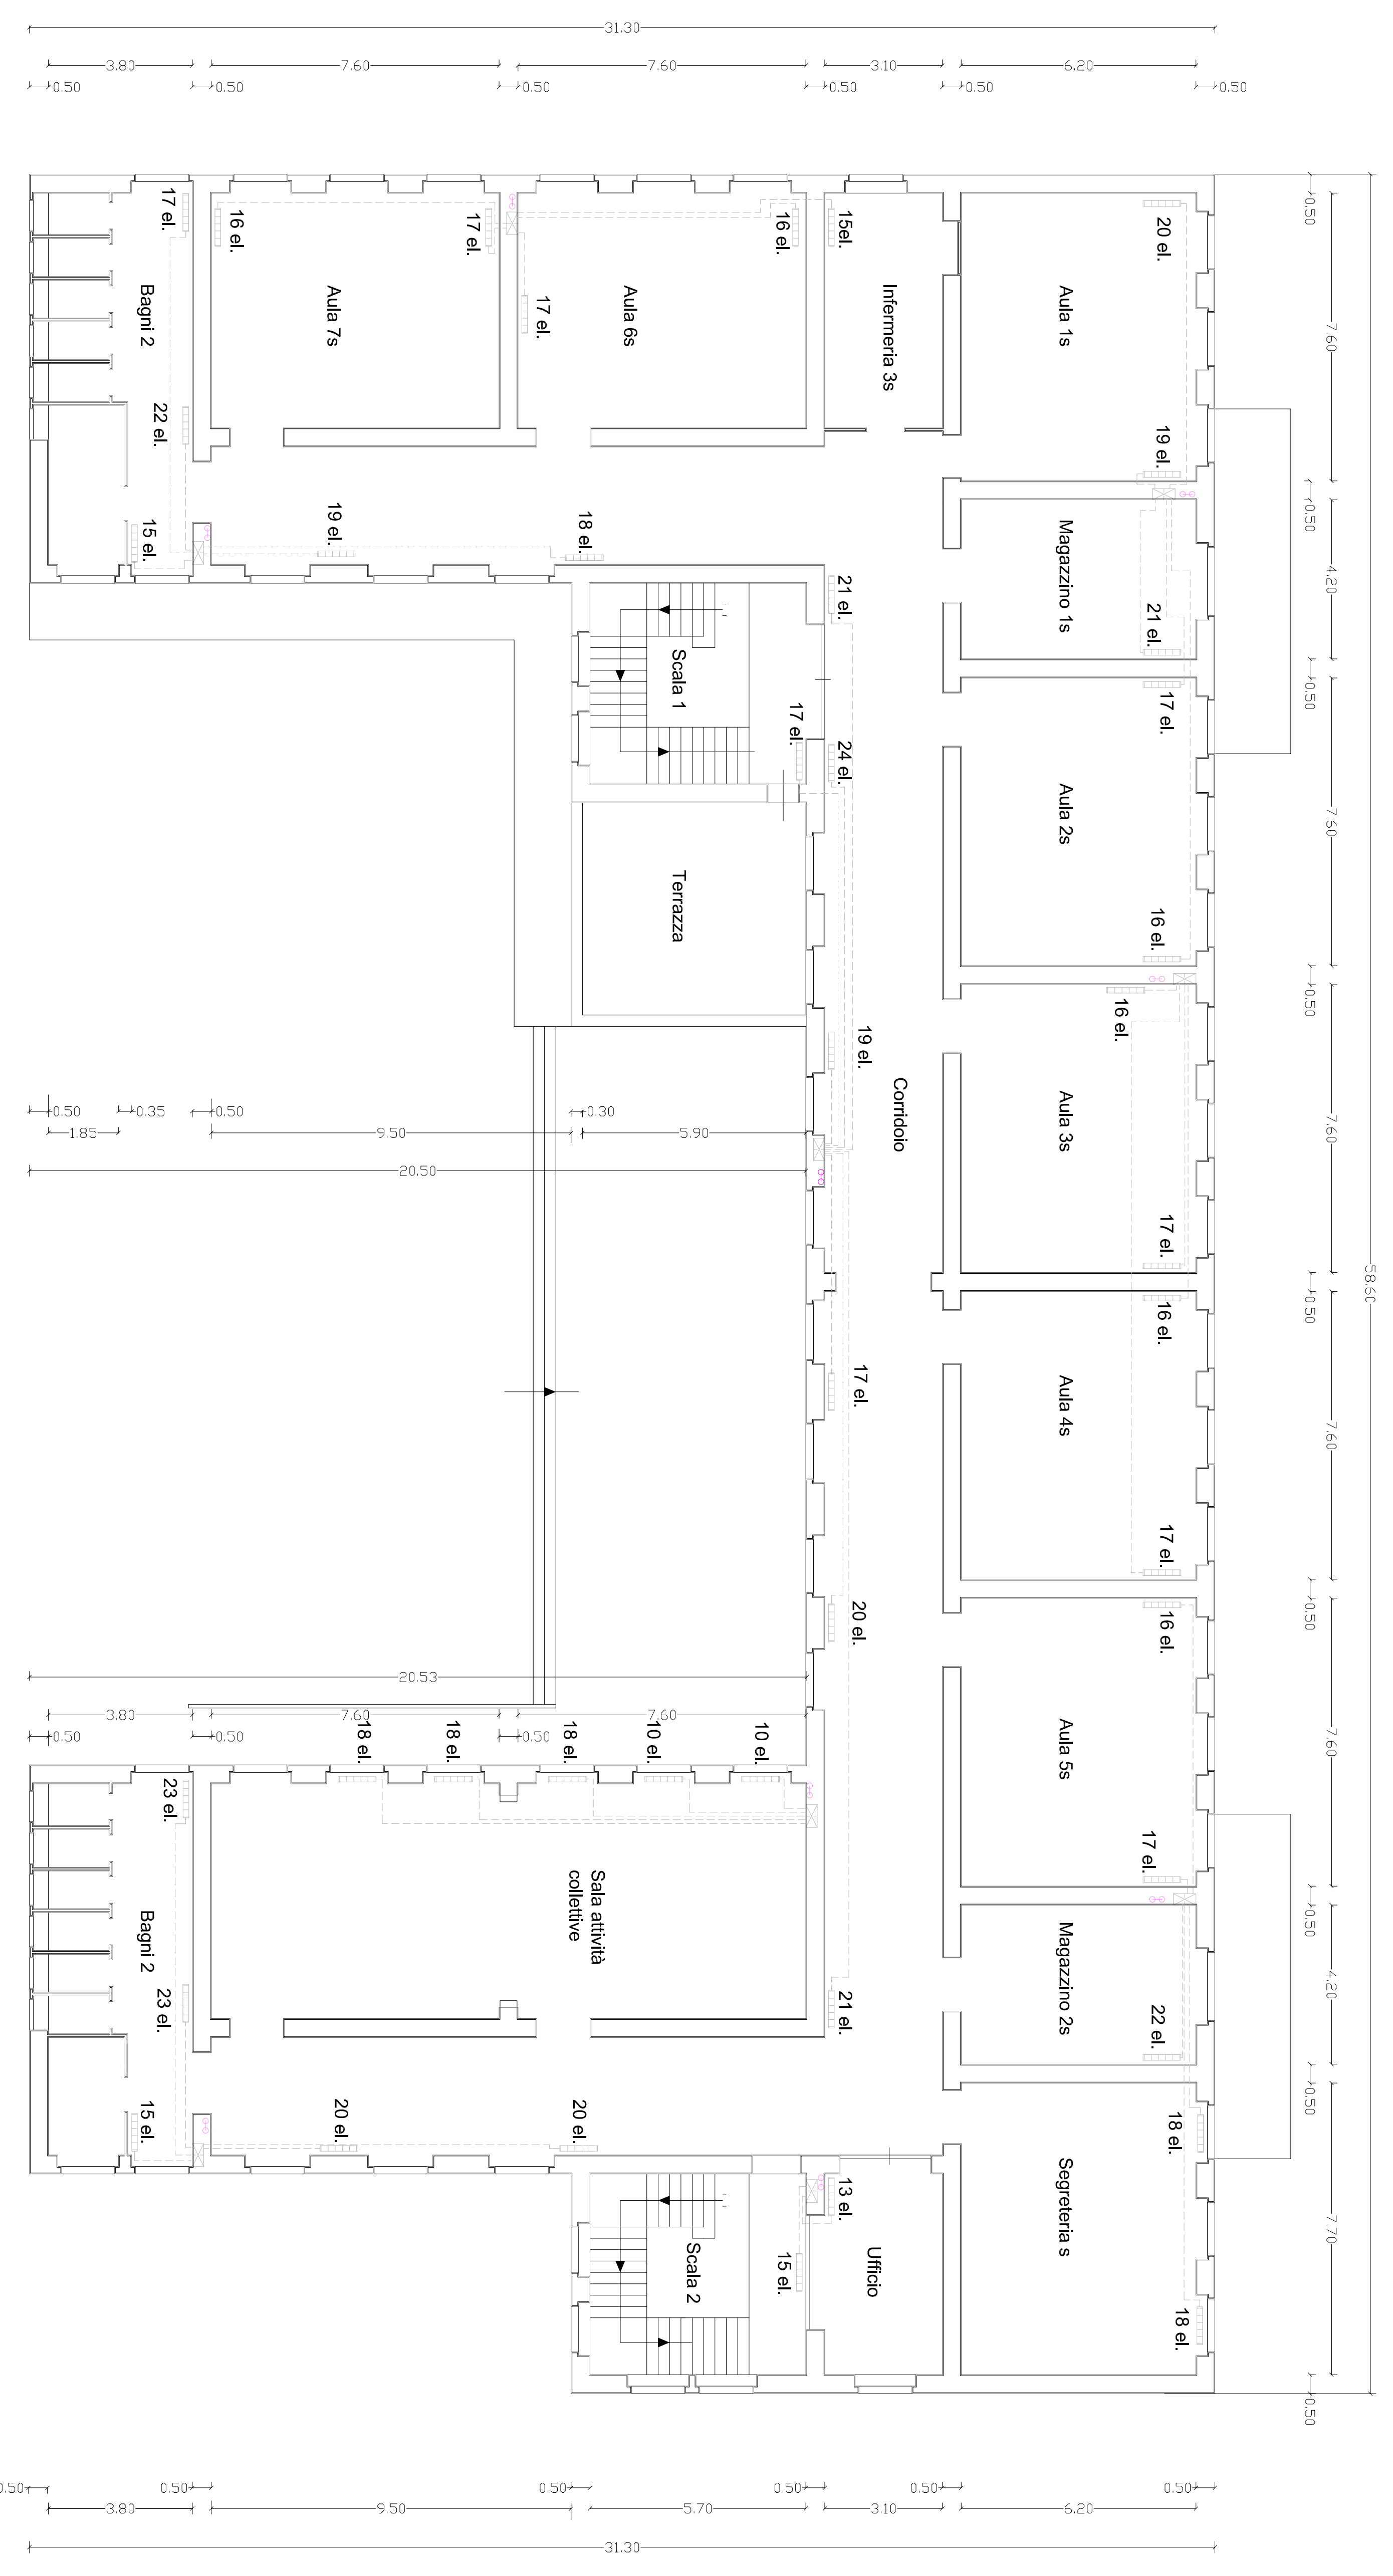 31.30
3.80
7.60
7.60
3.10
6.20
0.50
0.50
0.50
0.50
0.50
0.50
17 el.
16 el.
17 el.
16 el.
15el.
20 el.
0.50
Bagni 2
Aula 7s
17 el.
Aula 6s
Infermeria 3s
Aula 1s
7.60
22 el.
19 el.
15 el.
19 el.
18 el.
0.50
Magazzino 1s
4.20
21 el.
21 el.
Scala 1
0.50
17 el.
17 el.
24 el.
Aula 2s
7.60
Terrazza
16 el.
0.50
16 el.
19 el.
Corridoio
Aula 3s
7.60
0.50
0.35
0.50
0.30
1.85
9.50
5.90
20.50
17 el.
0.50
58.60
16 el.
17 el.
Aula 4s
7.60
17 el.
0.50
20 el.
16 el.
20.53
3.80
7.60
7.60
0.50
0.50
18 el.
18 el.
18 el.
10 el.
10 el.
Aula 5s
7.60
23 el.
17 el.
Sala attività
collettive
0.50
Bagni 2
Magazzino 2s
4.20
23 el.
21 el.
22 el.
0.50
15 el.
20 el.
20 el.
18 el.
13 el.
Segreteria s
7.70
Scala 2
15 el.
Ufficio
18 el.
0.50
0.50
0.50
0.50
0.50
0.50
0.50
3.80
9.50
5.70
3.10
6.20
31.30